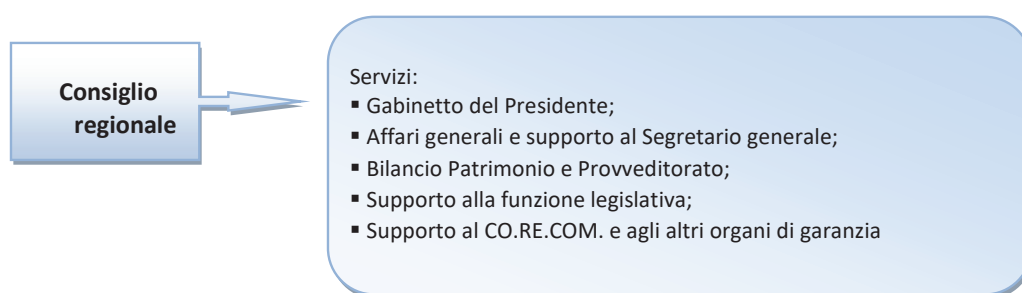 Consiglio
regionale
Servizi:
▪ Gabinetto del Presidente;
▪ Affari generali e supporto al Segretario generale;
▪ Bilancio Patrimonio e Provveditorato;
▪ Supporto alla funzione legislativa;
▪ Supporto al CO.RE.COM. e agli altri organi di garanzia